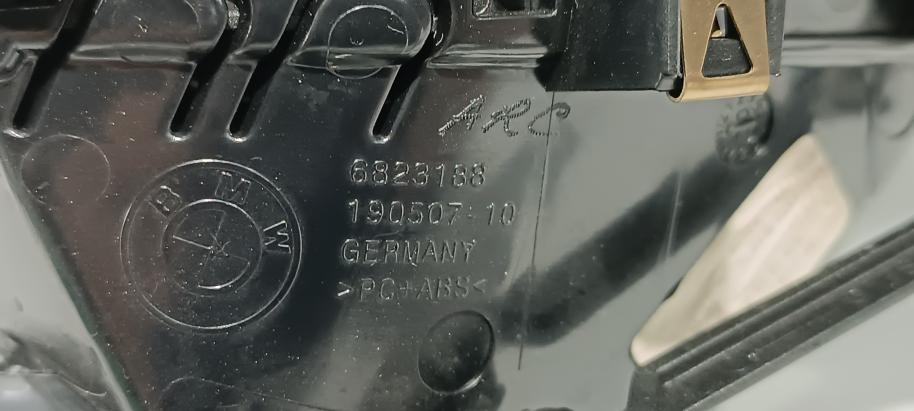 ARC
BMW
6823188
190507-10
GERMANY
>PC+ABS<